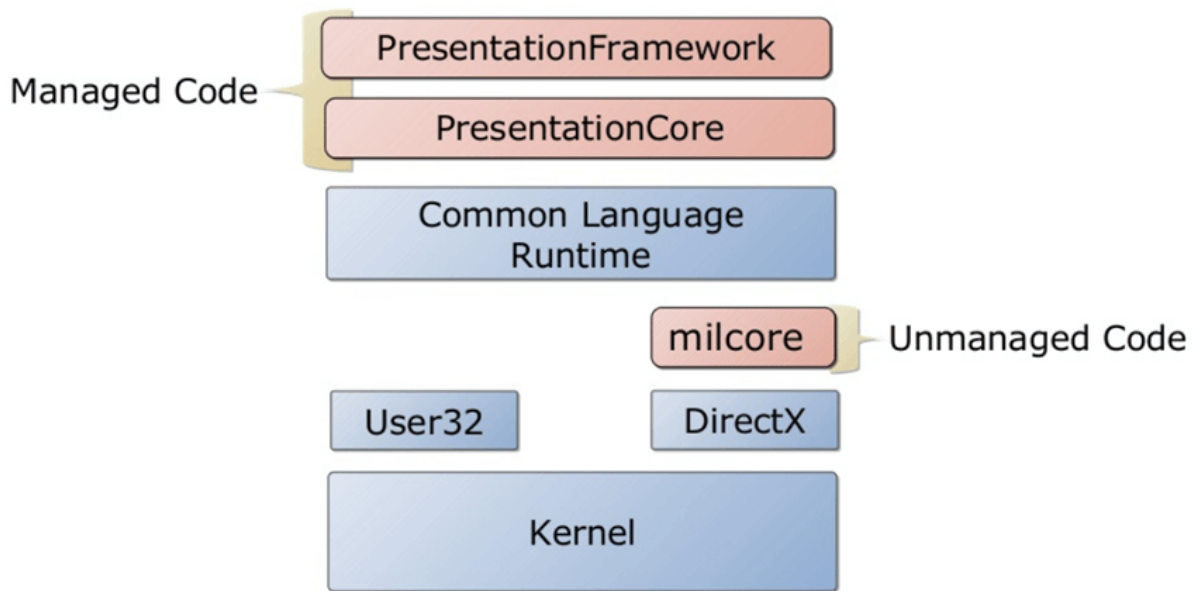 PresentationFramework
Managed Code
PresentationCore
Common Language
Runtime
milcore
Unmanaged Code
User32
DirectX
Kernel